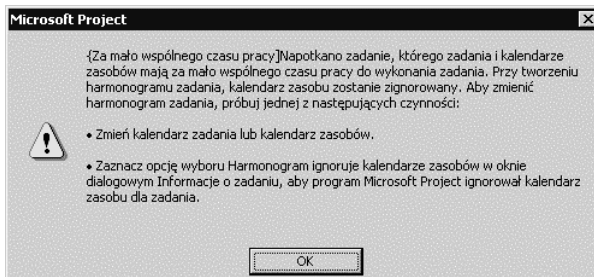 Microsoft Project
{Za mało wspólnego czasu pracy]Napotkano zadanie, którego zadania i kalendarze
zasobów mają za mało wspólnego czasu pracy do wykonania zadania. Przy tworzeniu
harmonogramu zadania, kalendarz zasobu zostanie zignorowany. Aby zmienić
harmonogram zadania, próbuj jednej z następujących czynności:
• Zmień kalendarz zadania lub kalendarz zasobów.
• Zaznacz opcję wyboru Harmonogram ignoruje kalendarze zasobów w oknie
dialogowym Informacje o zadaniu, aby program Microsoft Project ignorował kalendarz
zasobu dla zadania.
OK